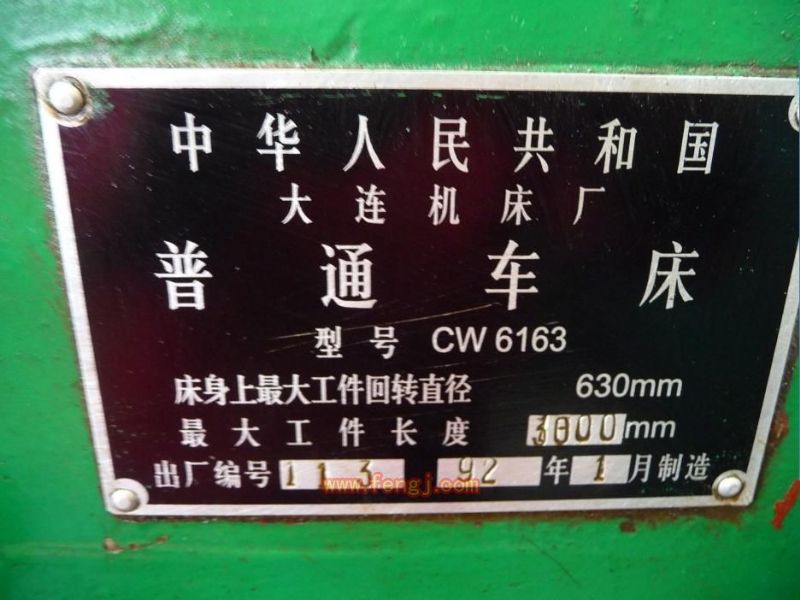 中华人民共和国
大连机床厂
普通车床
型号 CW 6163
床身上最大工件回转直径 630mm
最大工件长度 3000mm
出厂编号 113 92 年 1 月制造
www.fengj.com